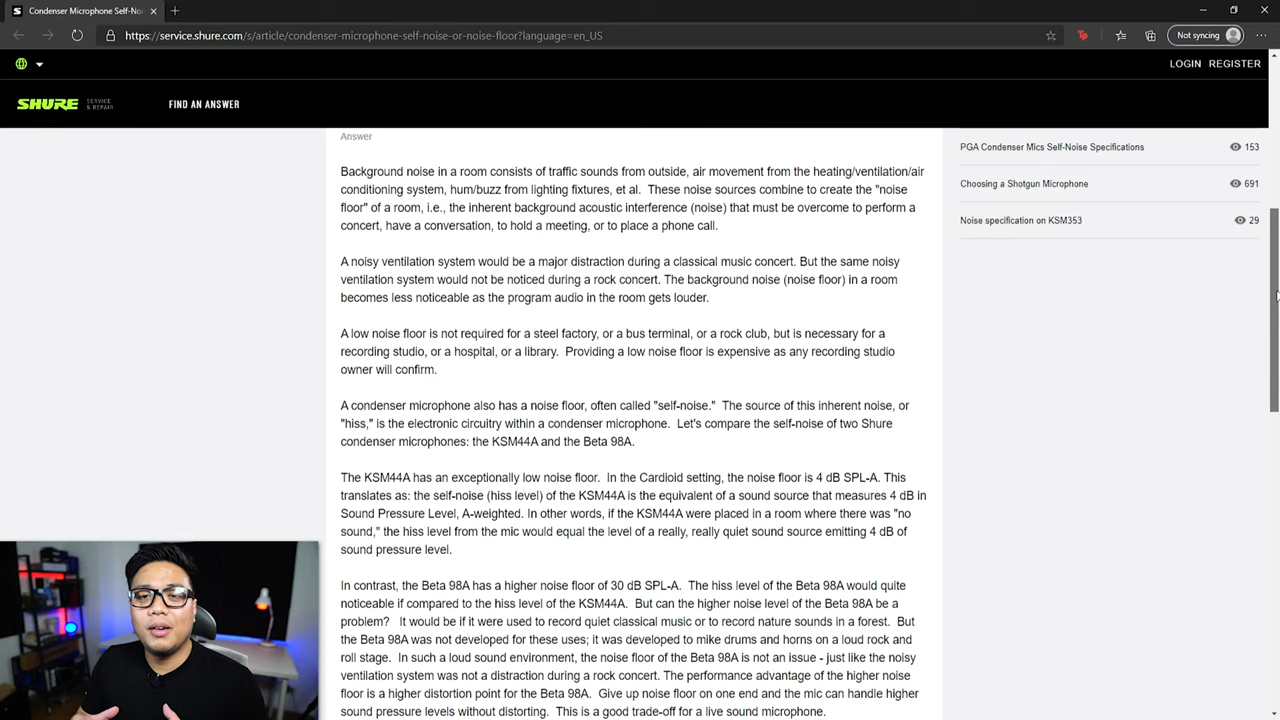 Condenser Microphone Self-Noi
https://service.shure.com/s/article/condenser-microphone-self-noise-or-noise-floor?language=en_US
Not syncing
LOGIN REGISTER
SHURE SERVICE & REPAIR
FIND AN ANSWER
Answer
Background noise in a room consists of traffic sounds from outside, air movement from the heating/ventilation/air
conditioning system, hum/buzz from lighting fixtures, et al. These noise sources combine to create the "noise
floor" of a room, i.e., the inherent background acoustic interference (noise) that must be overcome to perform a
concert, have a conversation, to hold a meeting, or to place a phone call.
A noisy ventilation system would be a major distraction during a classical music concert. But the same noisy
ventilation system would not be noticed during a rock concert. The background noise (noise floor) in a room
becomes less noticeable as the program audio in the room gets louder.
A low noise floor is not required for a steel factory, or a bus terminal, or a rock club, but is necessary for a
recording studio, or a hospital, or a library. Providing a low noise floor is expensive as any recording studio
owner will confirm.
A condenser microphone also has a noise floor, often called "self-noise." The source of this inherent noise, or
"hiss," is the electronic circuitry within a condenser microphone. Let's compare the self-noise of two Shure
condenser microphones: the KSM44A and the Beta 98A.
The KSM44A has an exceptionally low noise floor. In the Cardioid setting, the noise floor is 4 dB SPL-A. This
translates as: the self-noise (hiss level) of the KSM44A is the equivalent of a sound source that measures 4 dB in
Sound Pressure Level, A-weighted. In other words, if the KSM44A were placed in a room where there was "no
sound," the hiss level from the mic would equal the level of a really, really quiet sound source emitting 4 dB of
sound pressure level.
In contrast, the Beta 98A has a higher noise floor of 30 dB SPL-A. The hiss level of the Beta 98A would quite
noticeable if compared to the hiss level of the KSM44A. But can the higher noise level of the Beta 98A be a
problem? It would be if it were used to record quiet classical music or to record nature sounds in a forest. But
the Beta 98A was not developed for these uses; it was developed to mike drums and horns on a loud rock and
roll stage. In such a loud sound environment, the noise floor of the Beta 98A is not an issue - just like the noisy
ventilation system was not a distraction during a rock concert. The performance advantage of the higher noise
floor is a higher distortion point for the Beta 98A. Give up noise floor on one end and the mic can handle higher
sound pressure levels without distorting. This is a good trade-off for a live sound microphone.
PGA Condenser Mics Self-Noise Specifications 153
Choosing a Shotgun Microphone 691
Noise specification on KSM353 29